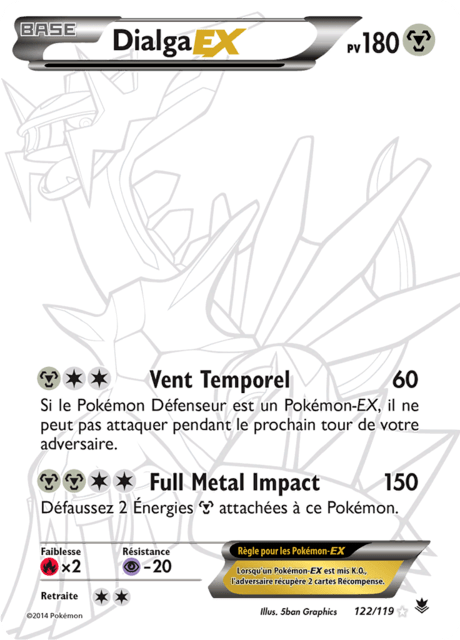 BASE
Dialga EX
PV 180
Vent Temporel 60
Si le Pokémon Défenseur est un Pokémon-EX, il ne
peut pas attaquer pendant le prochain tour de votre
adversaire.
Full Metal Impact 150
Défaussez 2 Énergies attachées à ce Pokémon.
Faiblesse
×2
Résistance
-20
Retraite
Règle pour les Pokémon-EX
Lorsqu'un Pokémon-EX est mis K.O.,
l'adversaire récupère 2 cartes Récompense.
©2014 Pokémon
Illus. 5ban Graphics
122/119